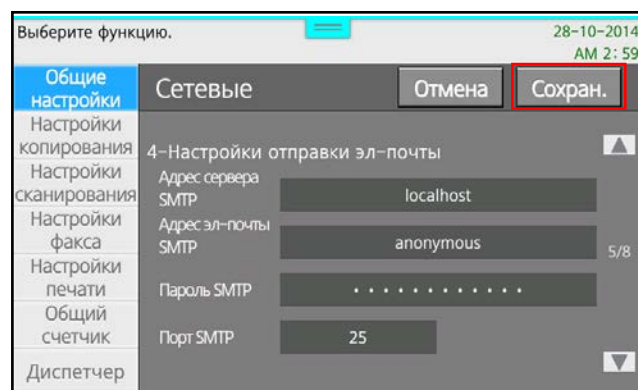 Выберите функцию.
28-10-2014
AM 2:59
Общие
настройки
Настройки
копирования
Настройки
сканирования
Настройки
факса
Настройки
печати
Общий
счетчик
Диспетчер
Сетевые
Отмена
Сохран.
4-Настройки отправки эл-почты
Адрес сервера
SMTP
localhost
Адрес эл-почты
SMTP
anonymous
5/8
Пароль SMTP
• • • • • • • • • • • •
Порт SMTP
25